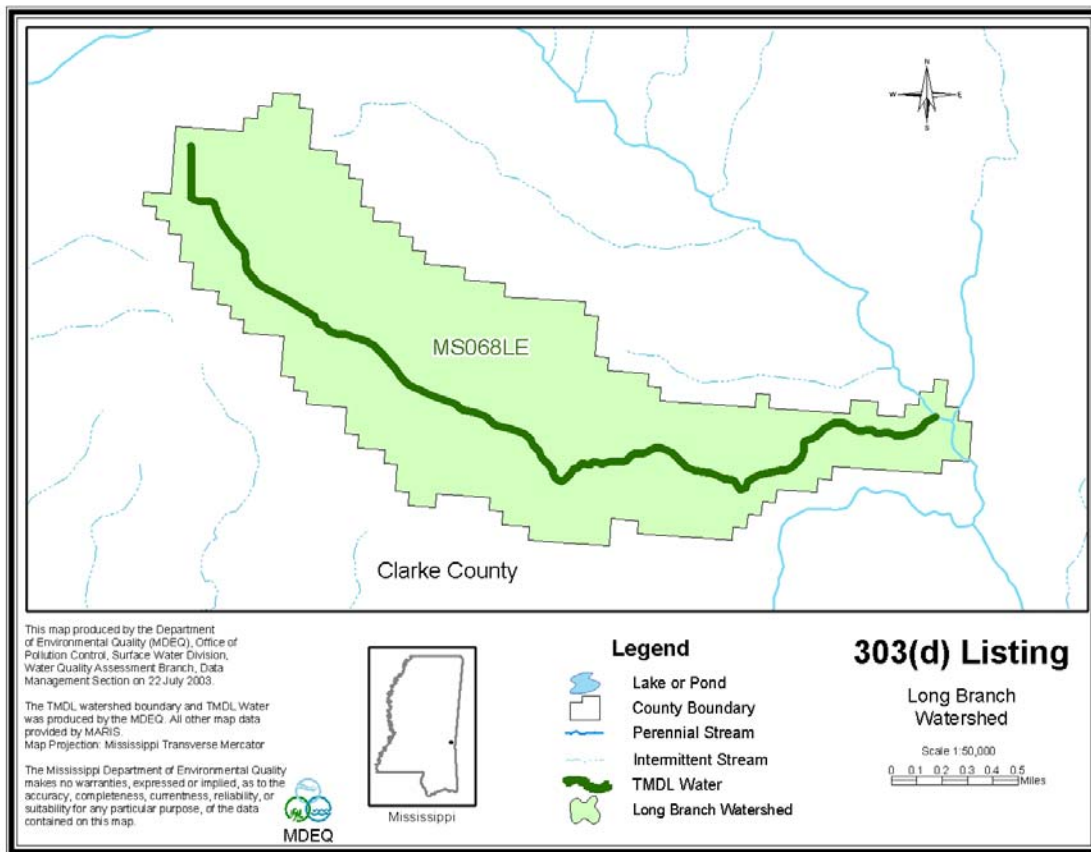 N
W E
S
MS068LE
Clarke County
This map produced by the Department
of Environmental Quality (MDEQ), Office of
Pollution Control, Surface Water Division,
Water Quality Assessment Branch, Data
Management Section on 22 July 2003.
The TMDL watershed boundary and TMDL Water
was produced by the MDEQ. All other map data
provided by MARIS.
Map Projection: Mississippi Transverse Mercator
The Mississippi Department of Environmental Quality
makes no warranties, expressed or implied, as to the
accuracy, completeness, currentness, reliability, or
suitability for any particular purpose, of the data
contained on this map.
MDEQ
Mississippi
Legend
Lake or Pond
County Boundary
Perennial Stream
Intermittent Stream
TMDL Water
Long Branch Watershed
303(d) Listing
Long Branch
Watershed
Scale 1:50,000
0 0.1 0.2 0.3 0.4 0.5
Miles